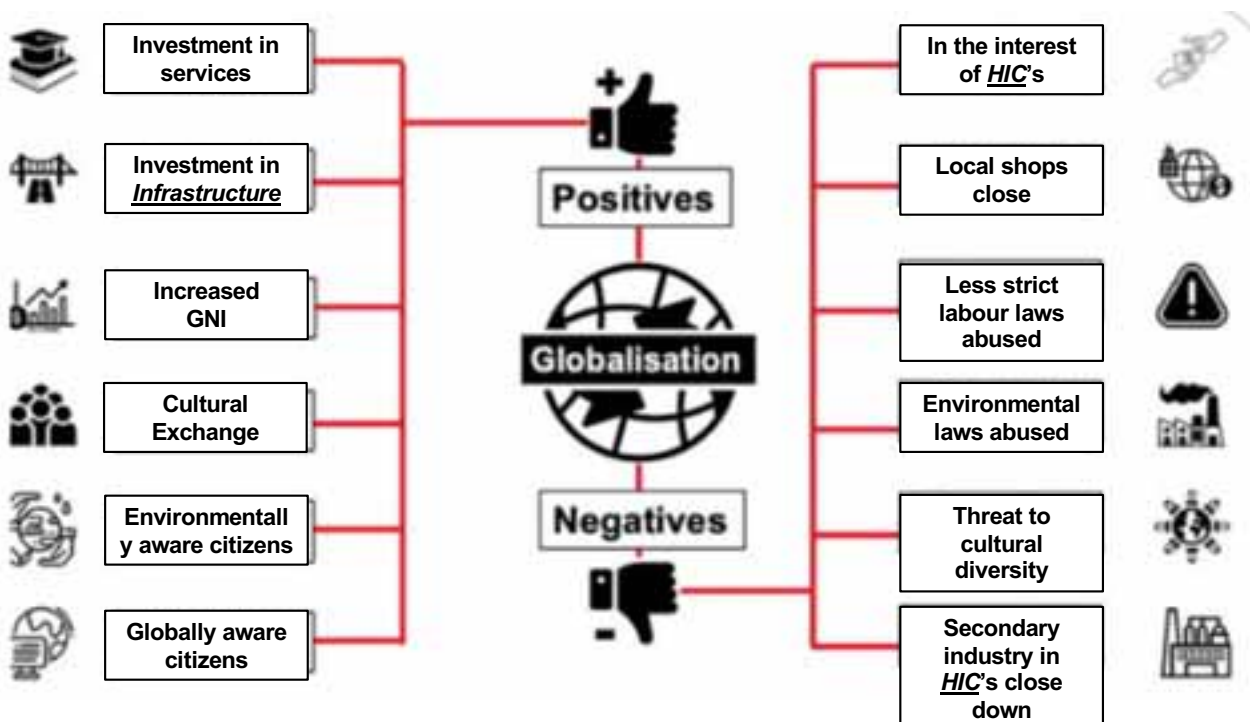 Investment in
services
Investment in
Infrastructure
Increased
GNI
Cultural
Exchange
Environmentall
y aware citizens
Globally aware
citizens
+
Positives
Globalisation
Negatives
-
In the interest
of HIC's
Local shops
close
Less strict
labour laws
abused
Environmental
laws abused
Threat to
cultural
diversity
Secondary
industry in
HIC's close
down